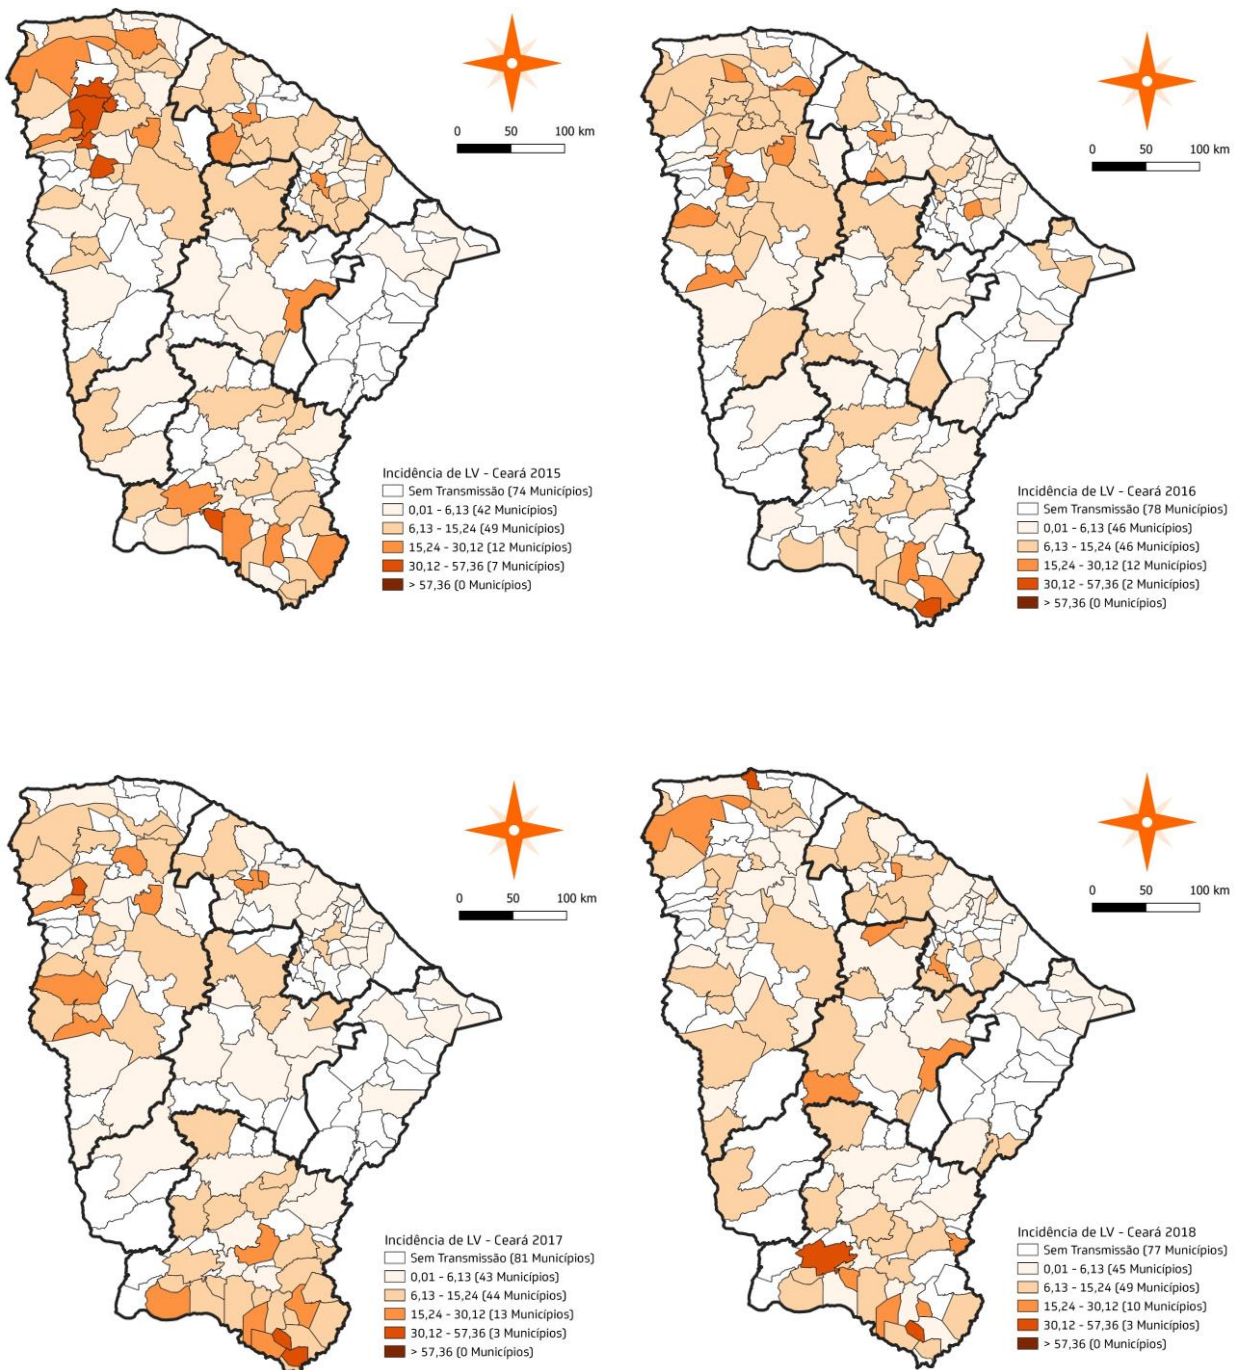 0 50 100 km
Incidência de LV - Ceará 2015
Sem Transmissão (74 Municípios)
0,01 - 6,13 (42 Municípios)
6,13 - 15,24 (49 Municípios)
15,24 - 30,12 (12 Municípios)
30,12 - 57,36 (7 Municípios)
> 57,36 (0 Municípios)
0 50 100 km
Incidência de LV - Ceará 2016
Sem Transmissão (78 Municípios)
0,01 - 6,13 (46 Municípios)
6,13 - 15,24 (46 Municípios)
15,24 - 30,12 (12 Municípios)
30,12 - 57,36 (2 Municípios)
> 57,36 (0 Municípios)
0 50 100 km
Incidência de LV - Ceará 2017
Sem Transmissão (81 Municípios)
0,01 - 6,13 (43 Municípios)
6,13 - 15,24 (44 Municípios)
15,24 - 30,12 (13 Municípios)
30,12 - 57,36 (3 Municípios)
> 57,36 (0 Municípios)
0 50 100 km
Incidência de LV - Ceará 2018
Sem Transmissão (77 Municípios)
0,01 - 6,13 (45 Municípios)
6,13 - 15,24 (49 Municípios)
15,24 - 30,12 (10 Municípios)
30,12 - 57,36 (3 Municípios)
> 57,36 (0 Municípios)